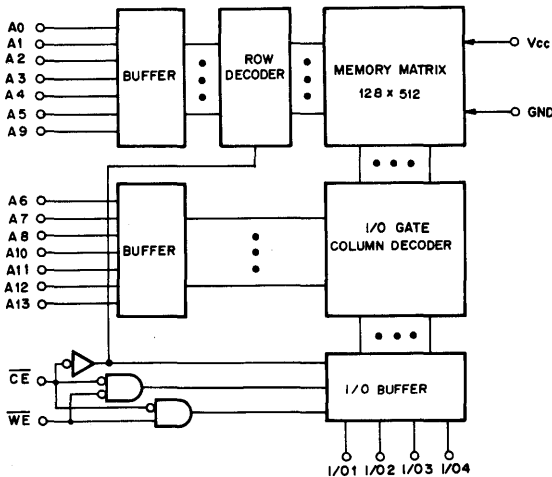 A0
A1
A2
A3
A4
A5
A9
BUFFER
ROW
DECODER
MEMORY MATRIX
128 x 512
Vcc
GND
A6
A7
A8
A10
A11
A12
A13
BUFFER
I/O GATE
COLUMN DECODER
CE
WE
I/O BUFFER
I/O1 I/O2 I/O3 I/O4